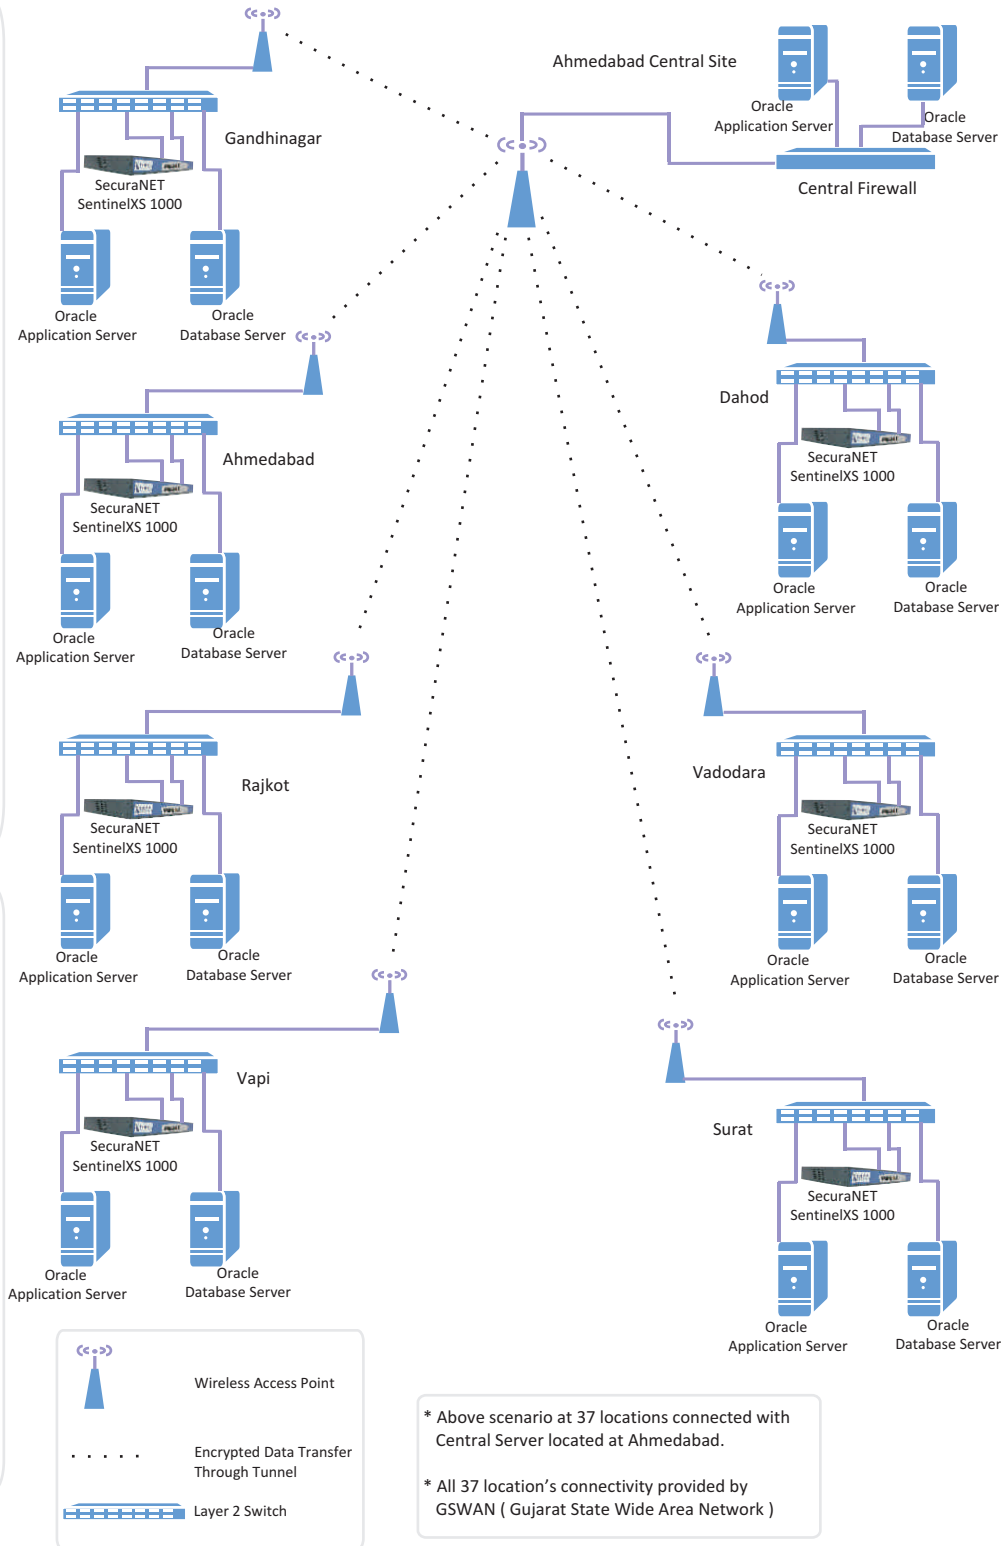 Ahmedabad Central Site
Oracle
Application Server
Oracle
Database Server
Central Firewall
Gandhinagar
SecuraNET
SentinelXS 1000
Oracle
Application Server
Oracle
Database Server
Ahmedabad
SecuraNET
SentinelXS 1000
Oracle
Application Server
Oracle
Database Server
Dahod
SecuraNET
SentinelXS 1000
Oracle
Application Server
Oracle
Database Server
Rajkot
SecuraNET
SentinelXS 1000
Oracle
Application Server
Oracle
Database Server
Vadodara
SecuraNET
SentinelXS 1000
Oracle
Application Server
Oracle
Database Server
Vapi
SecuraNET
SentinelXS 1000
Oracle
Application Server
Oracle
Database Server
Surat
SecuraNET
SentinelXS 1000
Oracle
Application Server
Oracle
Database Server
Wireless Access Point
Encrypted Data Transfer
Through Tunnel
Layer 2 Switch
* Above scenario at 37 locations connected with
Central Server located at Ahmedabad.
* All 37 location’s connectivity provided by
GSWAN ( Gujarat State Wide Area Network )